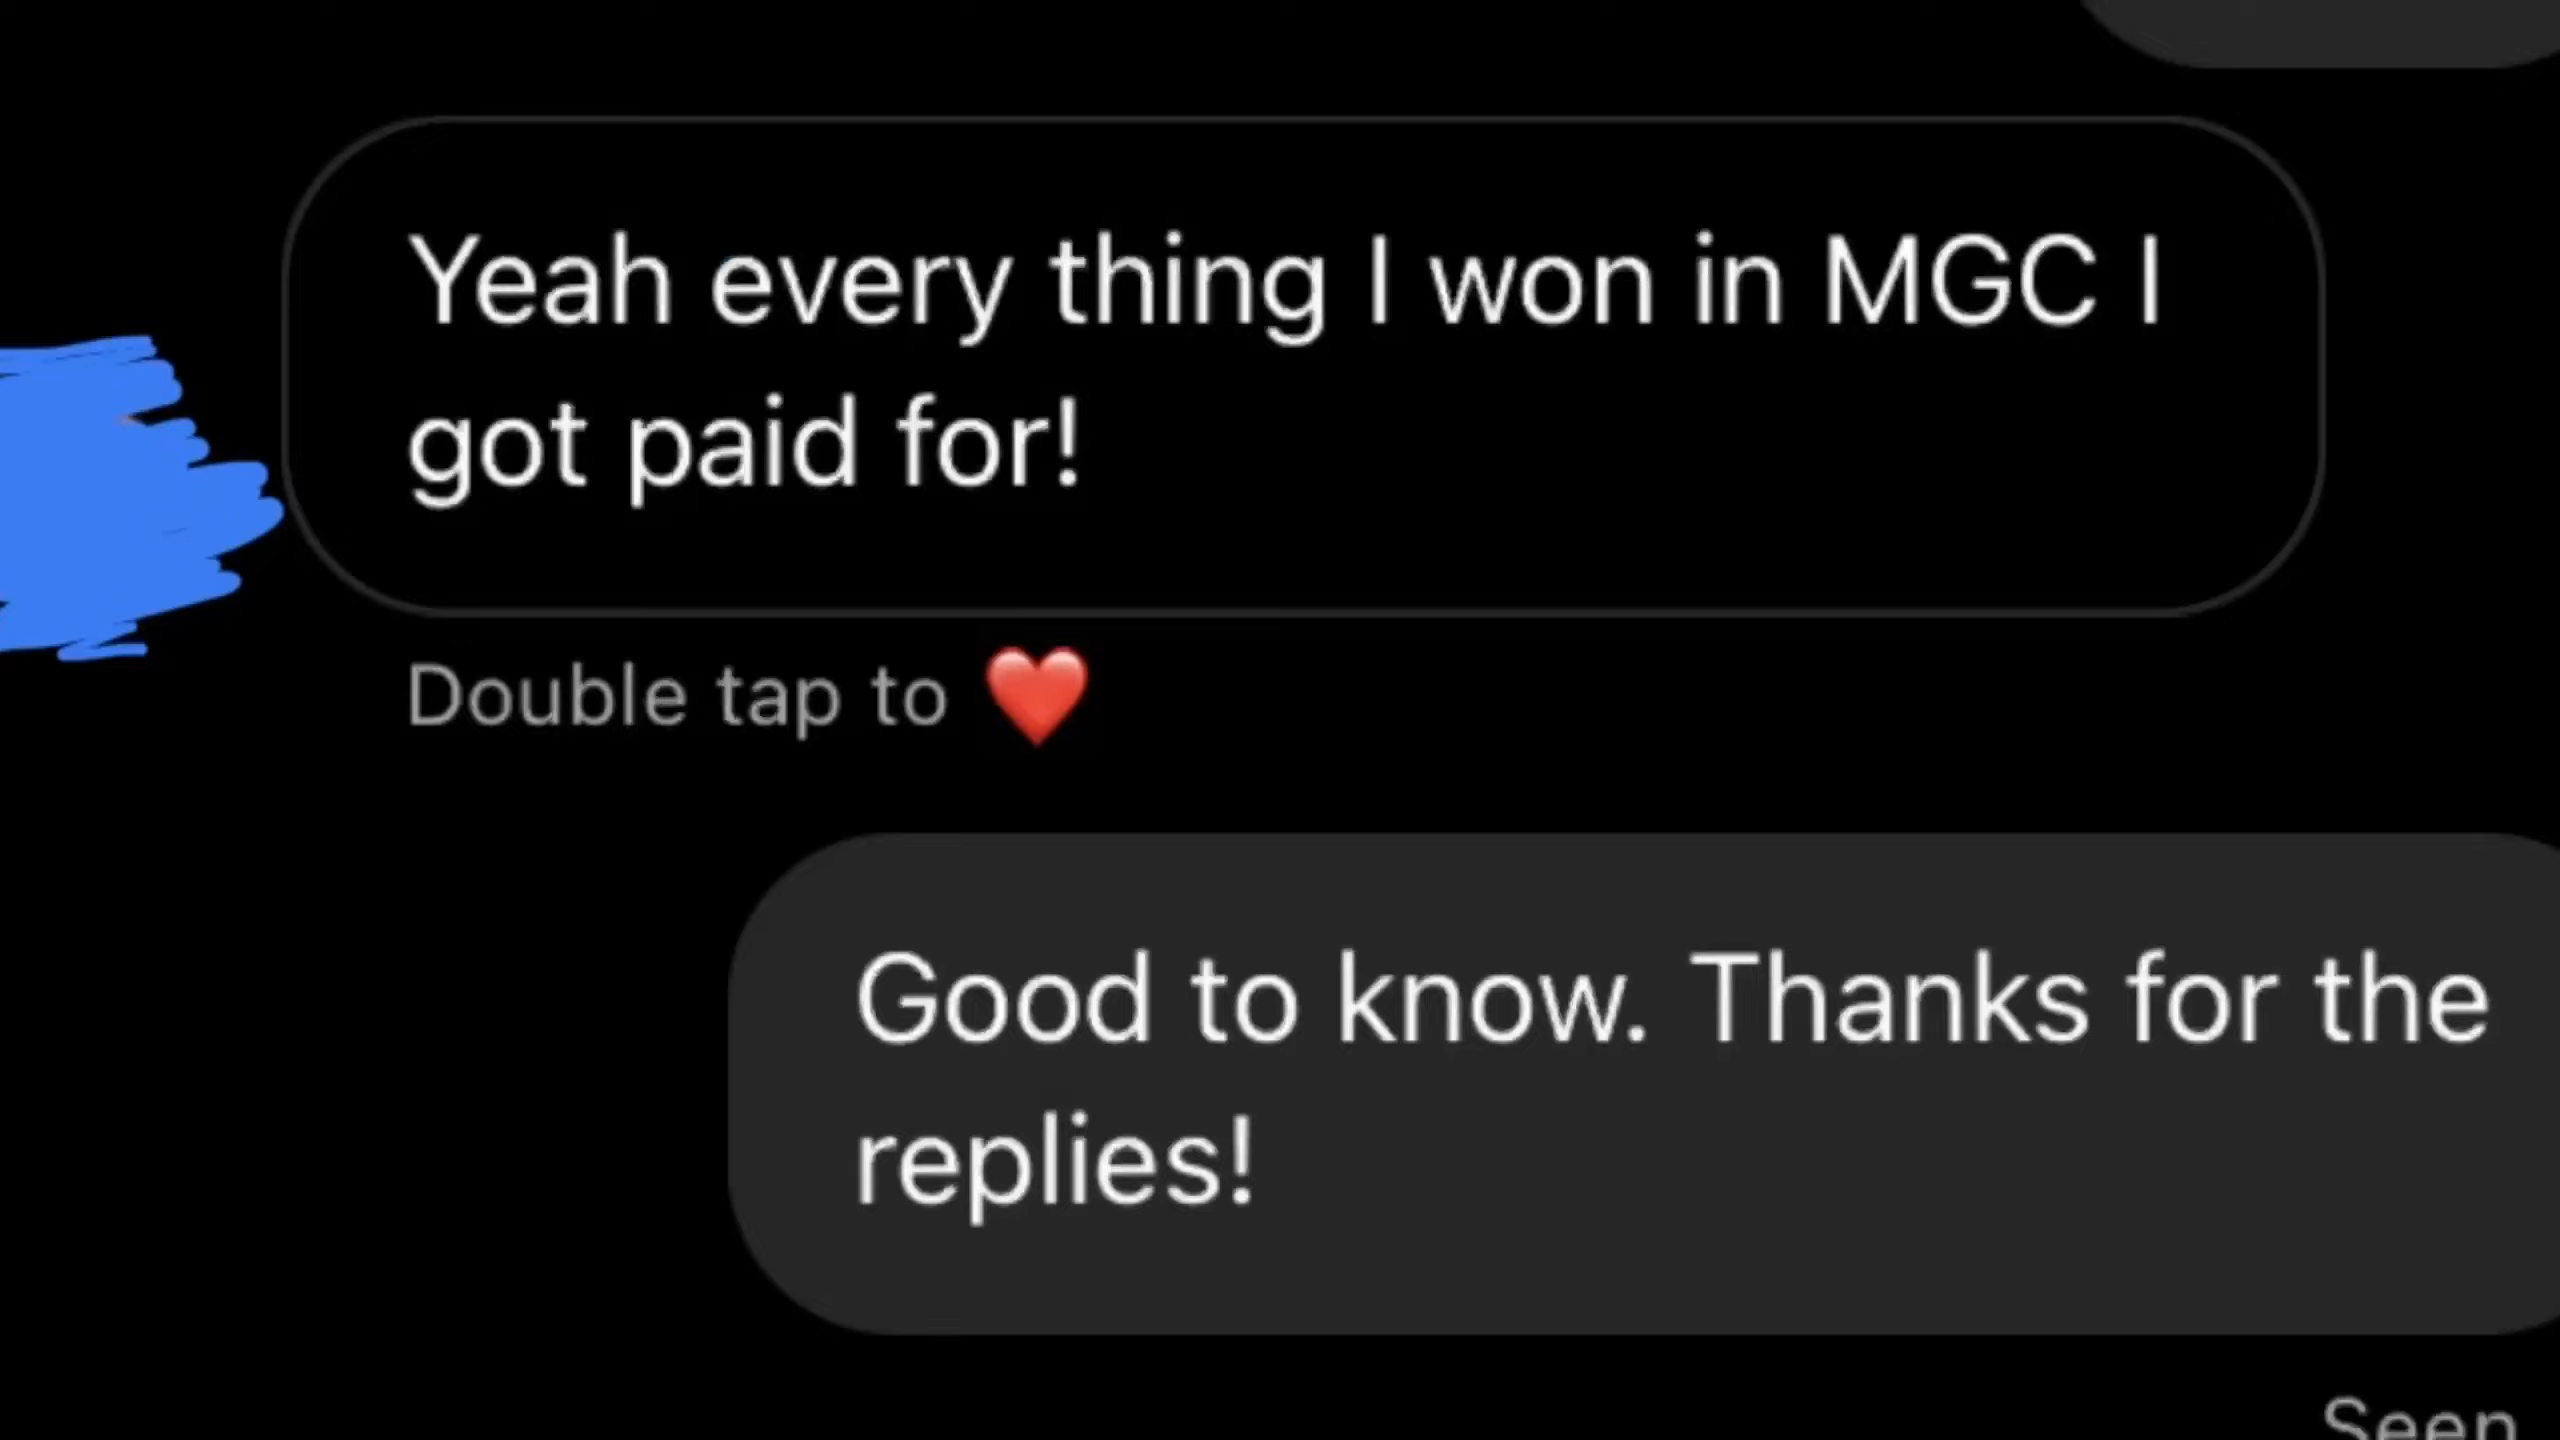 Yeah every thing I won in MGC I
got paid for!
Double tap to ❤️
Good to know. Thanks for the
replies!
Seen